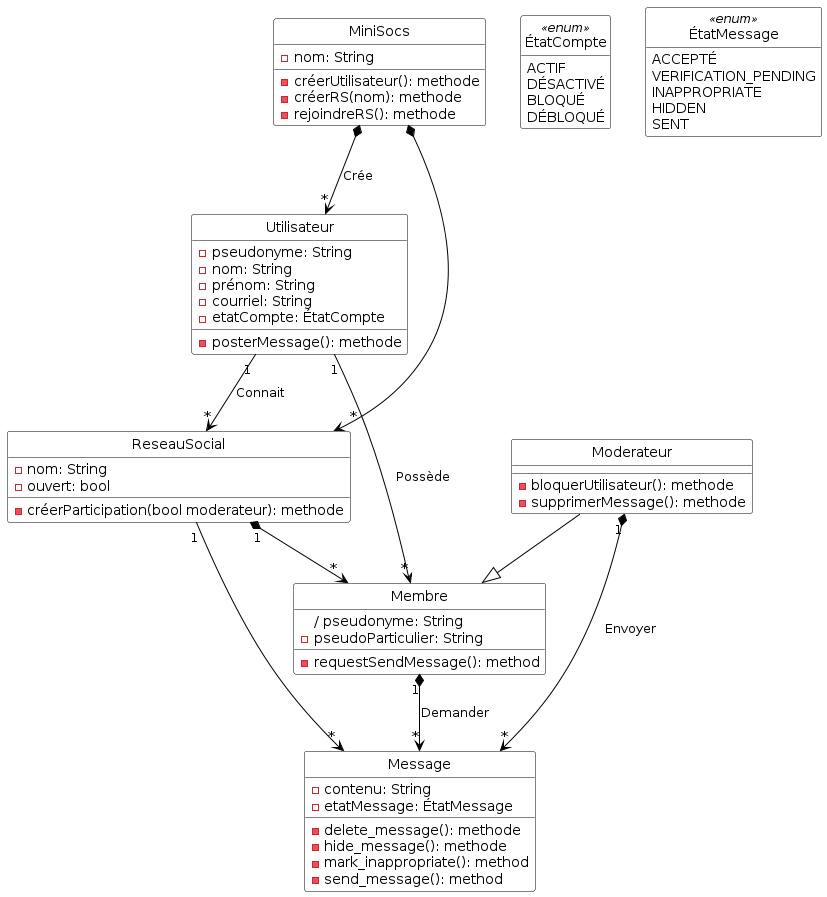 MiniSocs
nom: String
créerUtilisateur(): methode
créerRS(nom): methode
rejoindreRS(): methode
«enum»
ÉtatCompte
ACTIF
DÉSACTIVÉ
BLOQUÉ
DÉBLOQUÉ
«enum»
ÉtatMessage
ACCEPTÉ
VERIFICATION_PENDING
INAPPROPRIATE
HIDDEN
SENT
Crée
*
Utilisateur
pseudonyme: String
nom: String
prénom: String
courriel: String
etatCompte: ÉtatCompte
posterMessage(): methode
1
1
Connait
*
*
ReseauSocial
nom: String
ouvert: bool
créerParticipation(bool moderateur): methode
Possède
Moderateur
bloquerUtilisateur(): methode
supprimerMessage(): methode
1
1
1
*
*
Membre
/ pseudonyme: String
pseudoParticulier: String
requestSendMessage(): method
Envoyer
1
Demander
*
*
*
Message
contenu: String
etatMessage: ÉtatMessage
delete_message(): methode
hide_message(): methode
mark_inappropriate(): method
send_message(): method